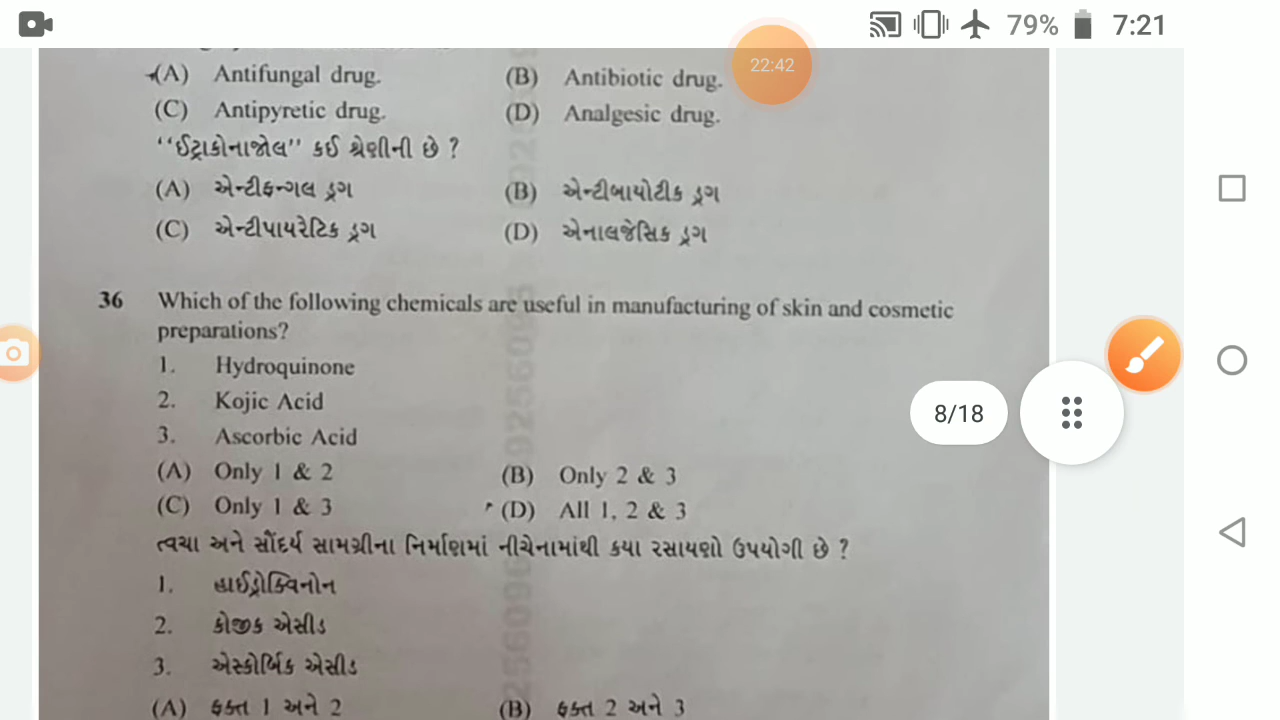 79% 7:21
22:42
(A) Antifungal drug. (B) Antibiotic drug.
(C) Antipyretic drug. (D) Analgesic drug.
‘‘ઈટ્રાકોનાજોલ’’ કઈ શ્રેણીની છે ?
(A) એન્ટીફન્ગલ ડ્રગ (B) એન્ટીબાયોટીક ડ્રગ
(C) એન્ટીપાયરેટિક ડ્રગ (D) એનાલજેસિક ડ્રગ
36 Which of the following chemicals are useful in manufacturing of skin and cosmetic
preparations?
1. Hydroquinone
2. Kojic Acid
3. Ascorbic Acid
8/18
(A) Only 1 & 2 (B) Only 2 & 3
(C) Only 1 & 3 (D) All 1, 2 & 3
ત્વચા અને સૌંદર્ય સામગ્રીના નિર્માણમાં નીચેનામાંથી કયા રસાયણો ઉપયોગી છે ?
1. હાઈડ્રોક્વિનોન
2. કોજીક એસીડ
3. એસ્કોર્બિક એસીડ
(A) ફક્ત 1 અને 2 (B) ફક્ત 2 અને 3